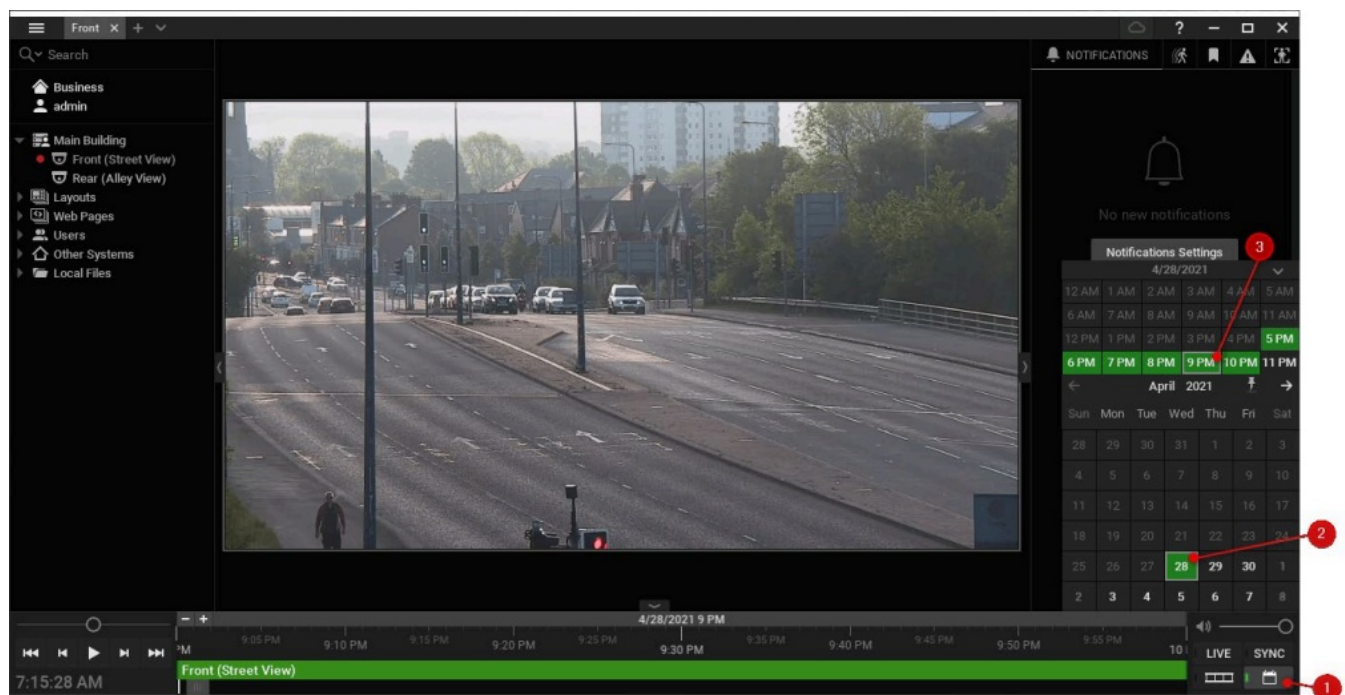 Front × + 
? 
Search
NOTIFICATIONS
Business
admin
Main Building
Front (Street View)
Rear (Alley View)
Layouts
Web Pages
Users
Other Systems
Local Files
No new notifications
Notifications Settings
3
4/28/2021
12 AM 1 AM 2 AM 3 AM 4 AM 5 AM
6 AM 7 AM 8 AM 9 AM 10 AM 11 AM
12 PM 1 PM 2 PM 3 PM 4 PM 5 PM
6 PM 7 PM 8 PM 9 PM 10 PM 11 PM
April 2021
Sun Mon Tue Wed Thu Fri Sat
28 29 30 31 1 2 3
4 5 6 7 8 9 10
11 12 13 14 15 16 17
18 19 20 21 22 23 24
2
25 26 27 28 29 30 1
2 3 4 5 6 7 8
- +
4/28/2021 9 PM
9:05 PM 9:10 PM 9:15 PM 9:20 PM 9:25 PM 9:30 PM 9:35 PM 9:40 PM 9:45 PM 9:50 PM 9:55 PM 10
LIVE SYNC
Front (Street View)
7:15:28 AM
1